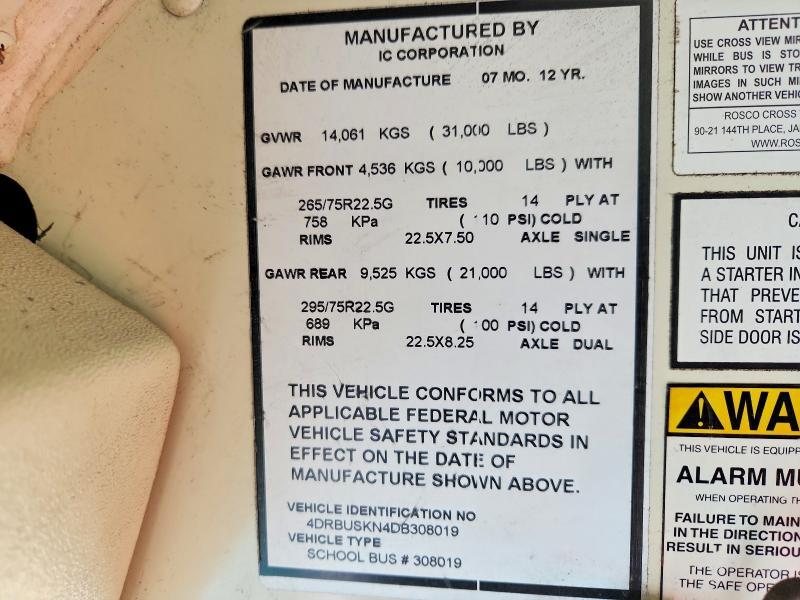 MANUFACTURED BY
IC CORPORATION
DATE OF MANUFACTURE 07 MO. 12 YR.
GVWR 14,061 KGS ( 31,000 LBS )
GAWR FRONT 4,536 KGS ( 10,000 LBS ) WITH
265/75R22.5G TIRES 14 PLY AT
758 KPa ( 110 PSI) COLD
RIMS 22.5X7.50 AXLE SINGLE
GAWR REAR 9,525 KGS ( 21,000 LBS ) WITH
295/75R22.5G TIRES 14 PLY AT
689 KPa ( 100 PSI) COLD
RIMS 22.5X8.25 AXLE DUAL
THIS VEHICLE CONFORMS TO ALL
APPLICABLE FEDERAL MOTOR
VEHICLE SAFETY STANDARDS IN
EFFECT ON THE DATE OF
MANUFACTURE SHOWN ABOVE.
VEHICLE IDENTIFICATION NO
4DRBUSKN4DB308019
VEHICLE TYPE
SCHOOL BUS # 308019
ATTENT
USE CROSS VIEW MIR
WHILE BUS IS STO
MIRRORS TO VIEW TR
IMAGES IN SUCH MI
SHOW ANOTHER VEHIC
ROSCO CROSS
90-21 144TH PLACE, JA
WWW.ROS
CA
THIS UNIT IS
A STARTER IN
THAT PREVE
FROM START
SIDE DOOR IS
WA
THIS VEHICLE IS EQUIPP
ALARM MU
WHEN OPERATING TH
FAILURE TO MAIN
IN THE DIRECTION
RESULT IN SERIOU
THE OPERATOR IS
THE SAFE OPE